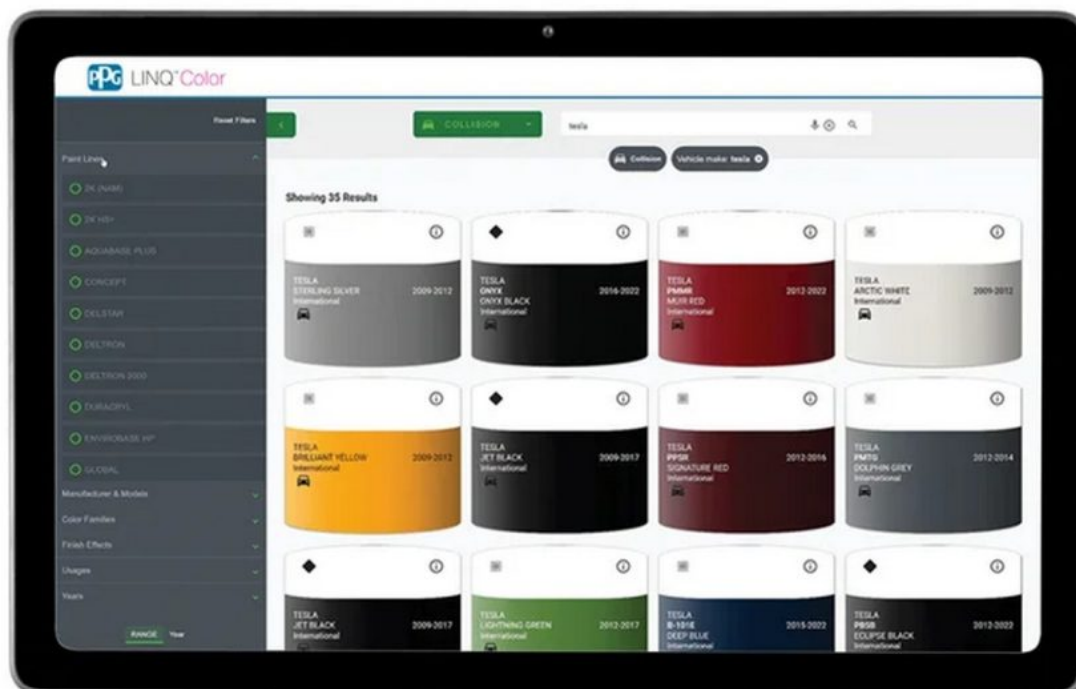 PPG LINQ™Color
Reset Filters
COLLISION
tesla
Collision
Vehicle make: tesla
Paint Lines
2K (NAM)
2K HS+
AQUABASE PLUS
CONCEPT
DELSTAR
DELTRON
DELTRON 2000
DURACRYL
ENVIROBASE HP
GLOBAL
Manufacturer & Models
Color Families
Finish Effects
Usages
Years
RANGE Year
Showing 35 Results
TESLA
STERLING SILVER 2009-2012
International
TESLA
ONYX 2016-2022
ONYX BLACK
International
TESLA
PMMR 2012-2022
MUIR RED
International
TESLA
ARCTIC WHITE 2009-2012
International
TESLA
BRILLIANT YELLOW 2009-2012
International
TESLA
JET BLACK 2009-2017
International
TESLA
PPSR 2012-2016
SIGNATURE RED
International
TESLA
PMTG 2012-2014
DOLPHIN GREY
International
TESLA
JET BLACK 2009-2017
International
TESLA
LIGHTNING GREEN 2012-2017
International
TESLA
B-101E 2015-2022
DEEP BLUE
International
TESLA
PBSB 2012-2022
ECLIPSE BLACK
International